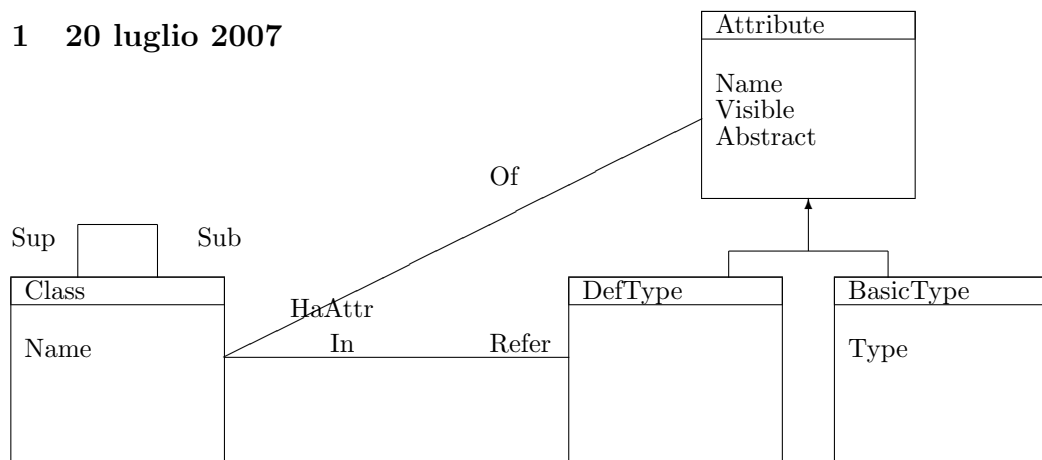 1 20 luglio 2007
Attribute
Name
Visible
Abstract
Of
Sup Sub
Class
Name
HaAttr
In Refer
DefType
BasicType
Type